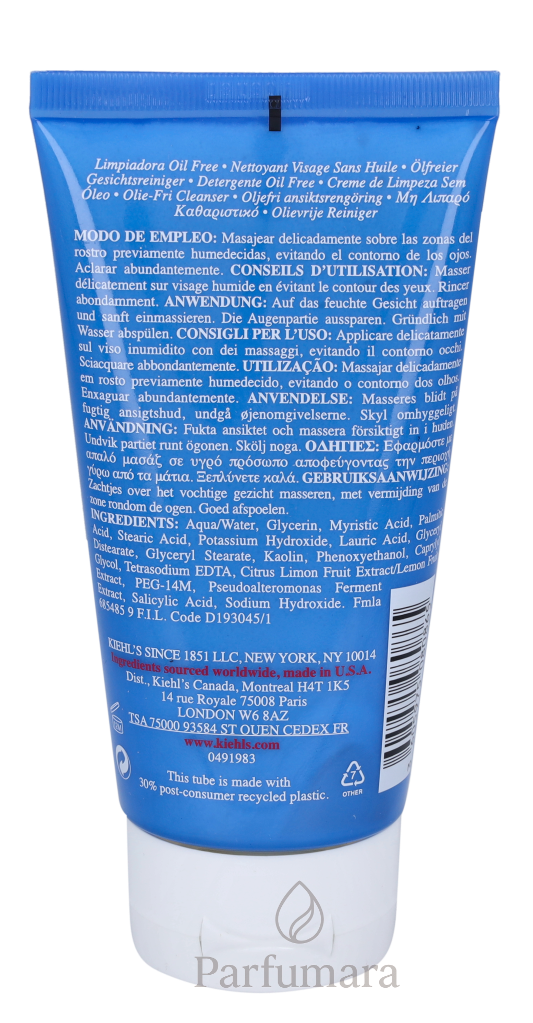 Limpiadora Oil Free • Nettoyant Visage Sans Huile • Ölfreier
Gesichtsreiniger • Detergente Oil Free • Creme de Limpeza Sem
Óleo • Olie-Fri Cleanser • Oljefri ansiktsrengöring • Μη Λιπαρό
Καθαριστικό • Olievrije Reiniger
MODO DE EMPLEO: Masajear delicadamente sobre las zonas del
rostro previamente humedecidas, evitando el contorno de los ojos.
Aclarar abundantemente. CONSEILS D'UTILISATION: Masser
délicatement sur visage humide en évitant le contour des yeux. Rincer
abondamment. ANWENDUNG: Auf das feuchte Gesicht auftragen
und sanft einmassieren. Die Augenpartie aussparen. Gründlich mit
Wasser abspülen. CONSIGLI PER L'USO: Applicare delicatamente
sul viso inumidito con dei massaggi, evitando il contorno occhi.
Sciacquare abbondantemente. UTILIZAÇÃO: Massajar delicadamente
em rosto previamente humedecido, evitando o contorno dos olhos.
Enxaguar abundantemente. ANVENDELSE: Masseres blidt på
fugtig ansigtshud, undgå øjenomgivelserne. Skyl omhyggeligt.
ANVÄNDNING: Fukta ansiktet och massera försiktigt in i huden.
Undvik partiet runt ögonen. Skölj noga. ΟΔΗΓΙΕΣ: Εφαρμόστε με
απαλό μασάζ σε υγρό πρόσωπο αποφεύγοντας την περιοχή
γύρω από τα μάτια. Ξεπλύνετε καλά. GEBRUIKSAANWIJZING:
Zachtjes over het vochtige gezicht masseren, met vermijding van de
zone rondom de ogen. Goed afspoelen.
INGREDIENTS: Aqua/Water, Glycerin, Myristic Acid,
Acid, Stearic Acid, Potassium Hydroxide, Lauric Acid,
Distearate, Glyceryl Stearate, Kaolin, Phenoxyethanol,
Glycol, Tetrasodium EDTA, Citrus Limon Fruit Extract/Lemon
Extract, PEG-14M, Pseudoalteromonas Ferment
Extract, Salicylic Acid, Sodium Hydroxide. Fmla
685485 9 F.I.L. Code D193045/1
KIEHL'S SINCE 1851 LLC, NEW YORK, NY 10014
Ingredients sourced worldwide, made in U.S.A.
Dist., Kiehl's Canada, Montreal H4T 1K5
14 rue Royale 75008 Paris
LONDON W6 8AZ
TSA 75000 93584 ST OUEN CEDEX FR
www.kiehls.com
0491983
This tube is made with
30% post-consumer recycled plastic.
7
OTHER
Parfumara